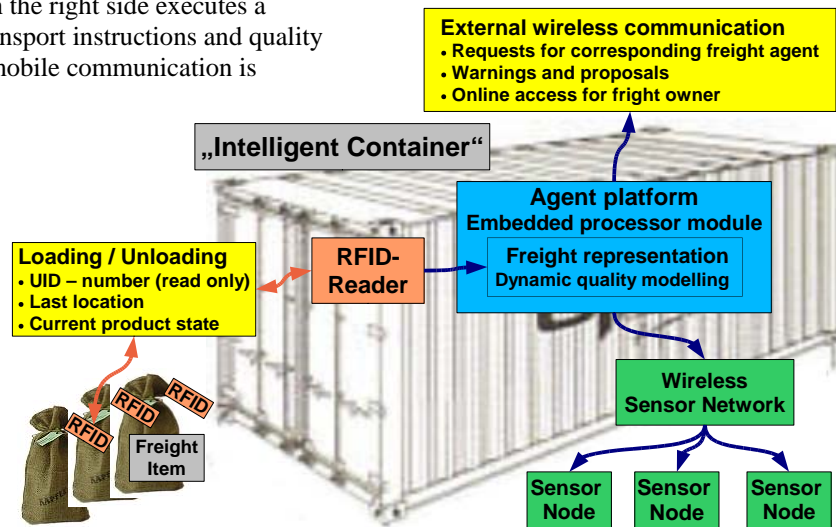 n the right side executes a
nsport instructions and quality
mobile communication is
External wireless communication
• Requests for corresponding freight agent
• Warnings and proposals
• Online access for fright owner
„Intelligent Container“
Agent platform
Embedded processor module
Freight representation
Dynamic quality modelling
RFID-
Reader
Loading / Unloading
• UID – number (read only)
• Last location
• Current product state
RFID
RFID
RFID
Freight
Item
Wireless
Sensor Network
Sensor
Node
Sensor
Node
Sensor
Node